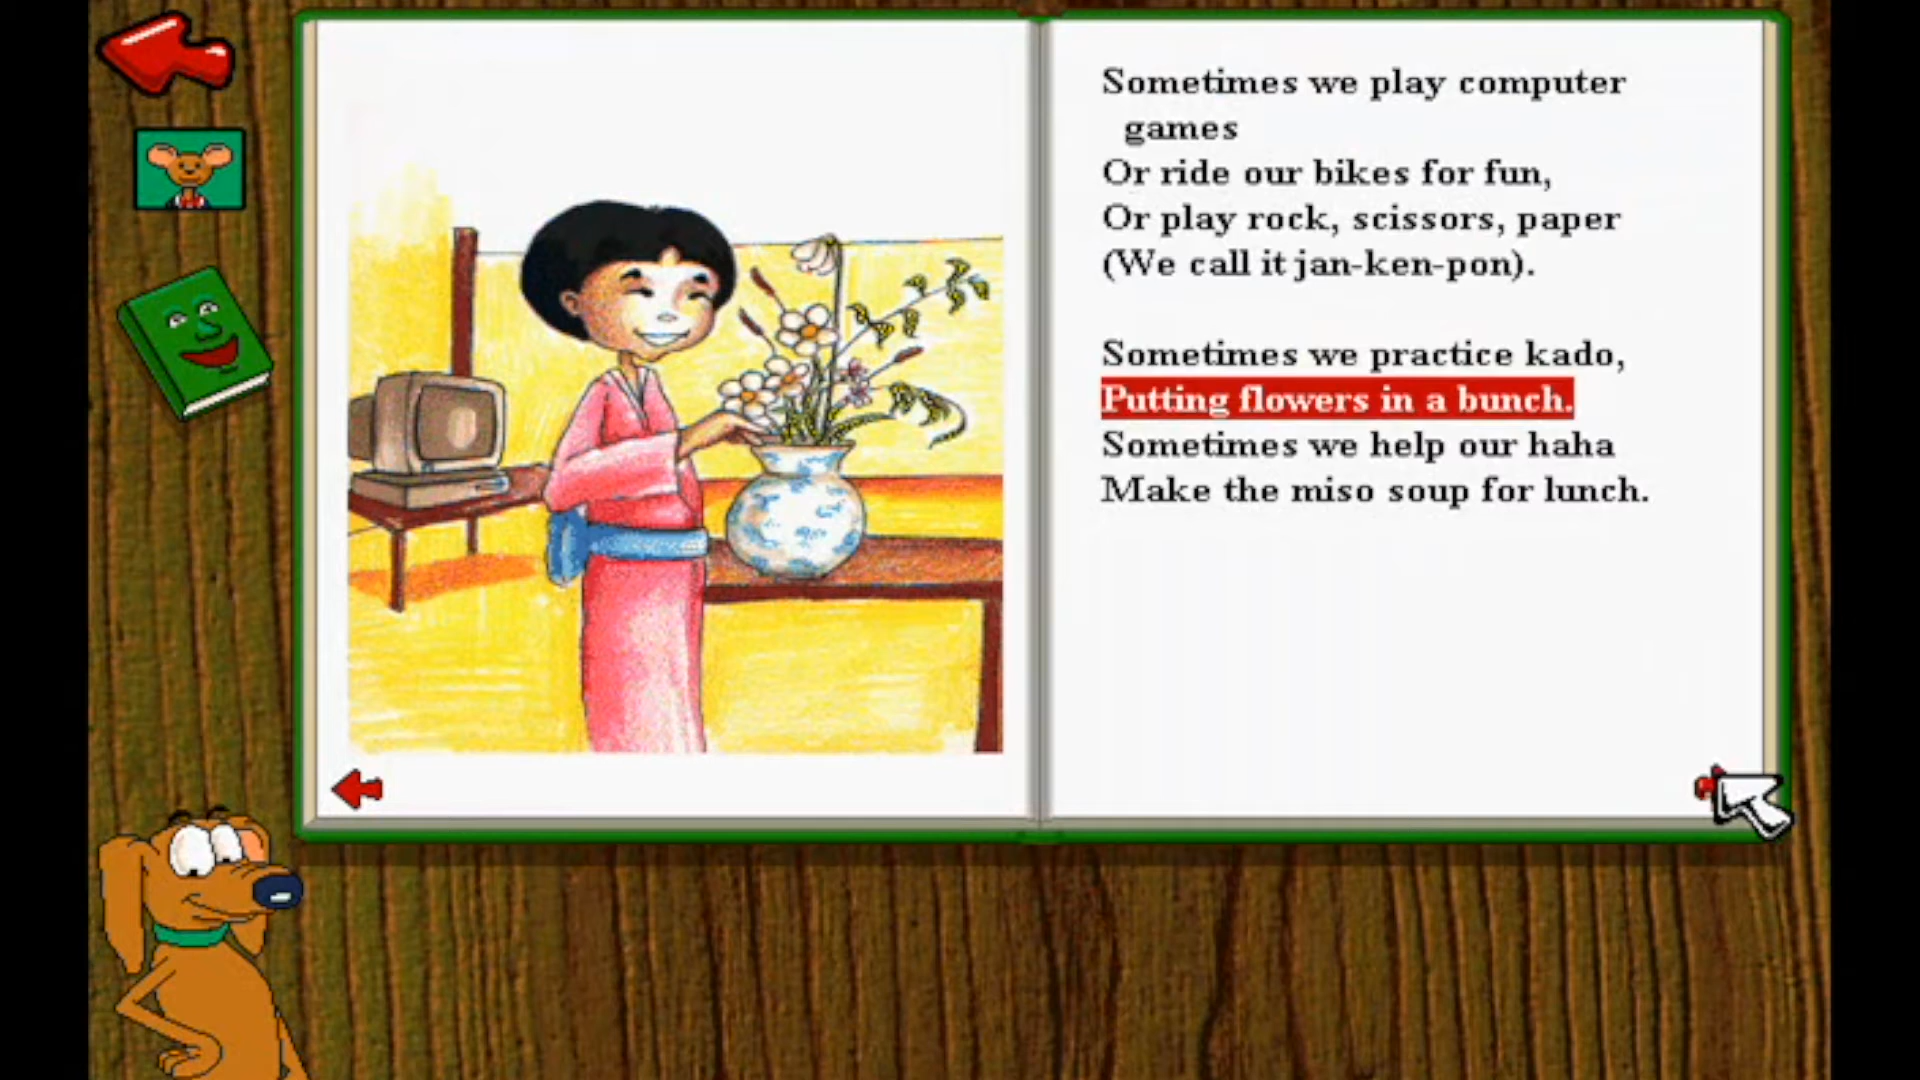 Sometimes we play computer
games
Or ride our bikes for fun,
Or play rock, scissors, paper
(We call it jan-ken-pon).
Sometimes we practice kado,
Putting flowers in a bunch.
Sometimes we help our haha
Make the miso soup for lunch.